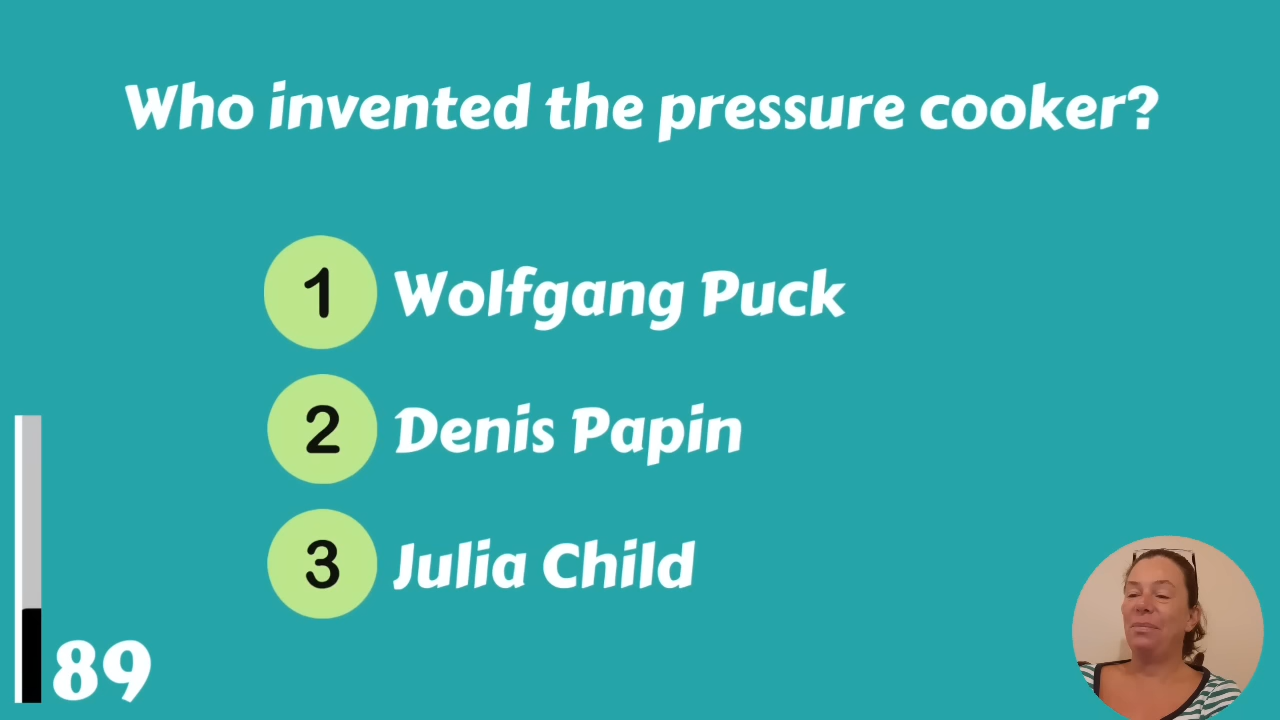 Who invented the pressure cooker?
1 Wolfgang Puck
2 Denis Papin
3 Julia Child
89